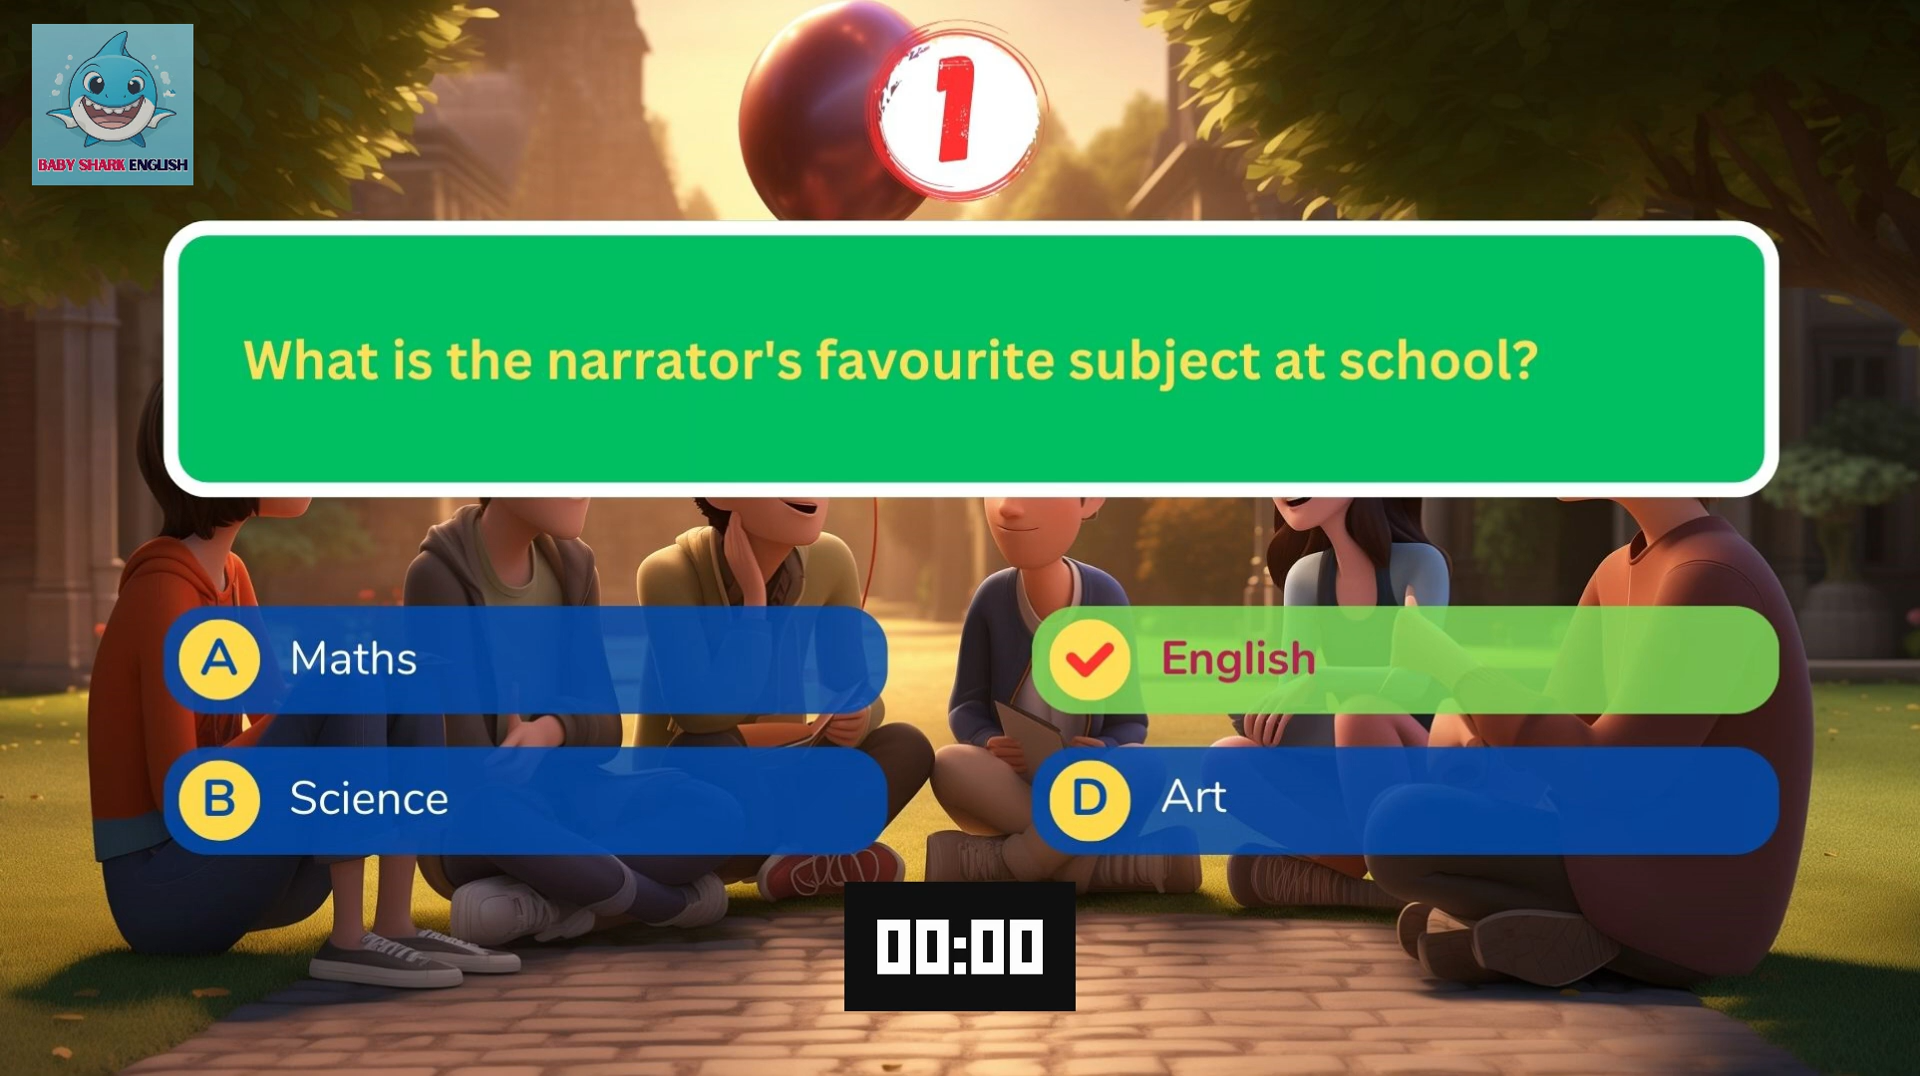 BABY SHARK ENGLISH
1
What is the narrator's favourite subject at school?
A Maths
English
B Science
D Art
00:00